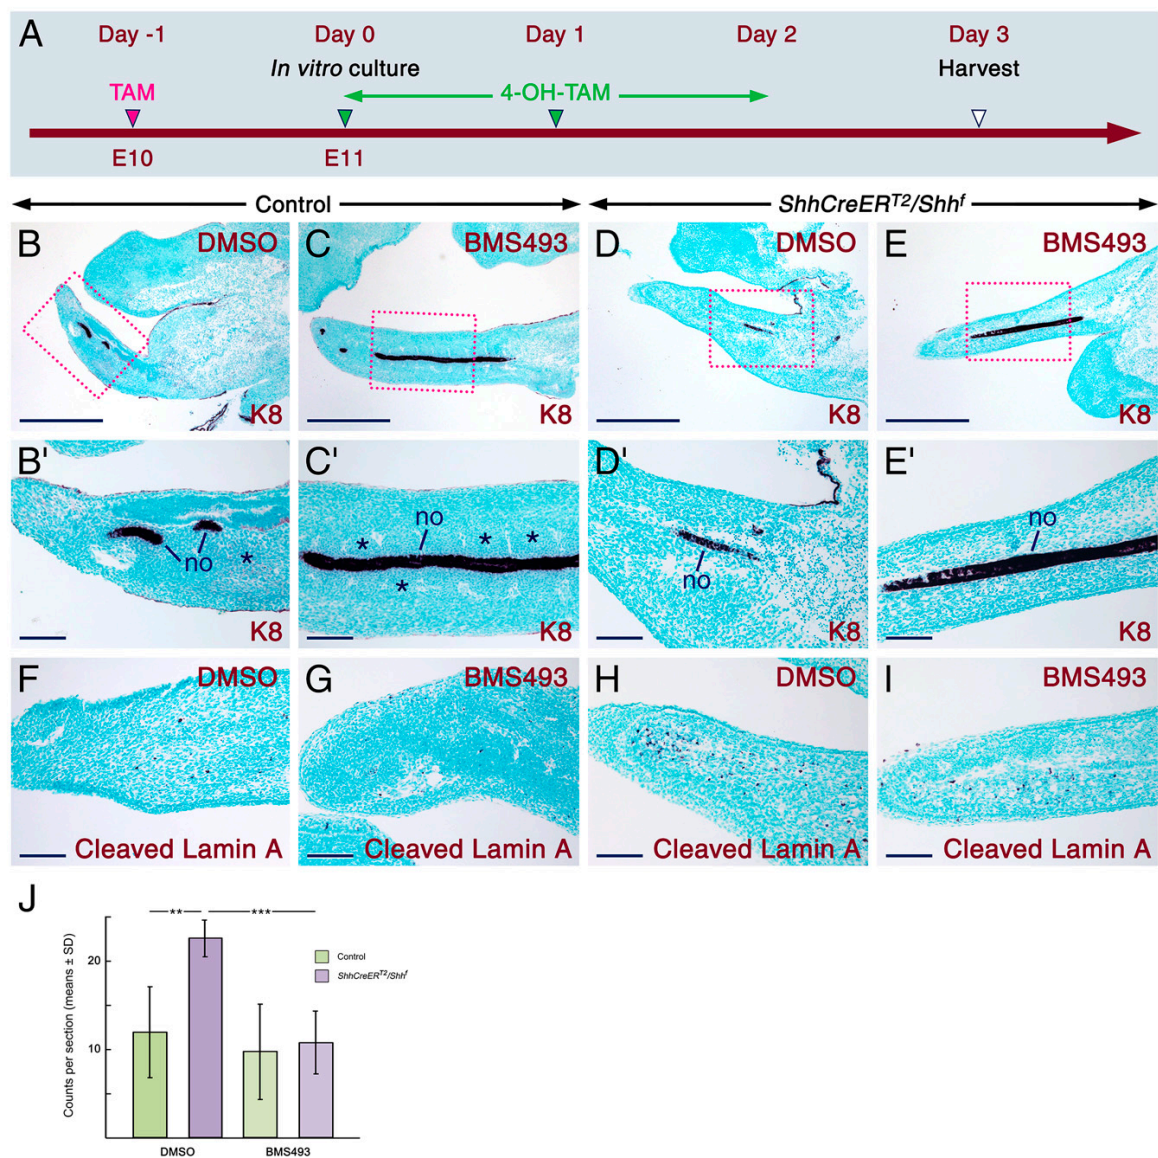 A
Day -1 Day 0 Day 1 Day 2 Day 3
In vitro culture Harvest
TAM 4-OH-TAM
E10 E11
Control ShhCreERT2/Shhf
B DMSO C BMS493 D DMSO E BMS493
K8 K8 K8 K8
B' C' D' E'
no no no no
* * * * *
K8 K8 K8 K8
F DMSO G BMS493 H DMSO I BMS493
Cleaved Lamin A Cleaved Lamin A Cleaved Lamin A Cleaved Lamin A
J
** ***
Counts per section (means ± SD)
20
10
Control
ShhCreERT2/Shhf
DMSO BMS493